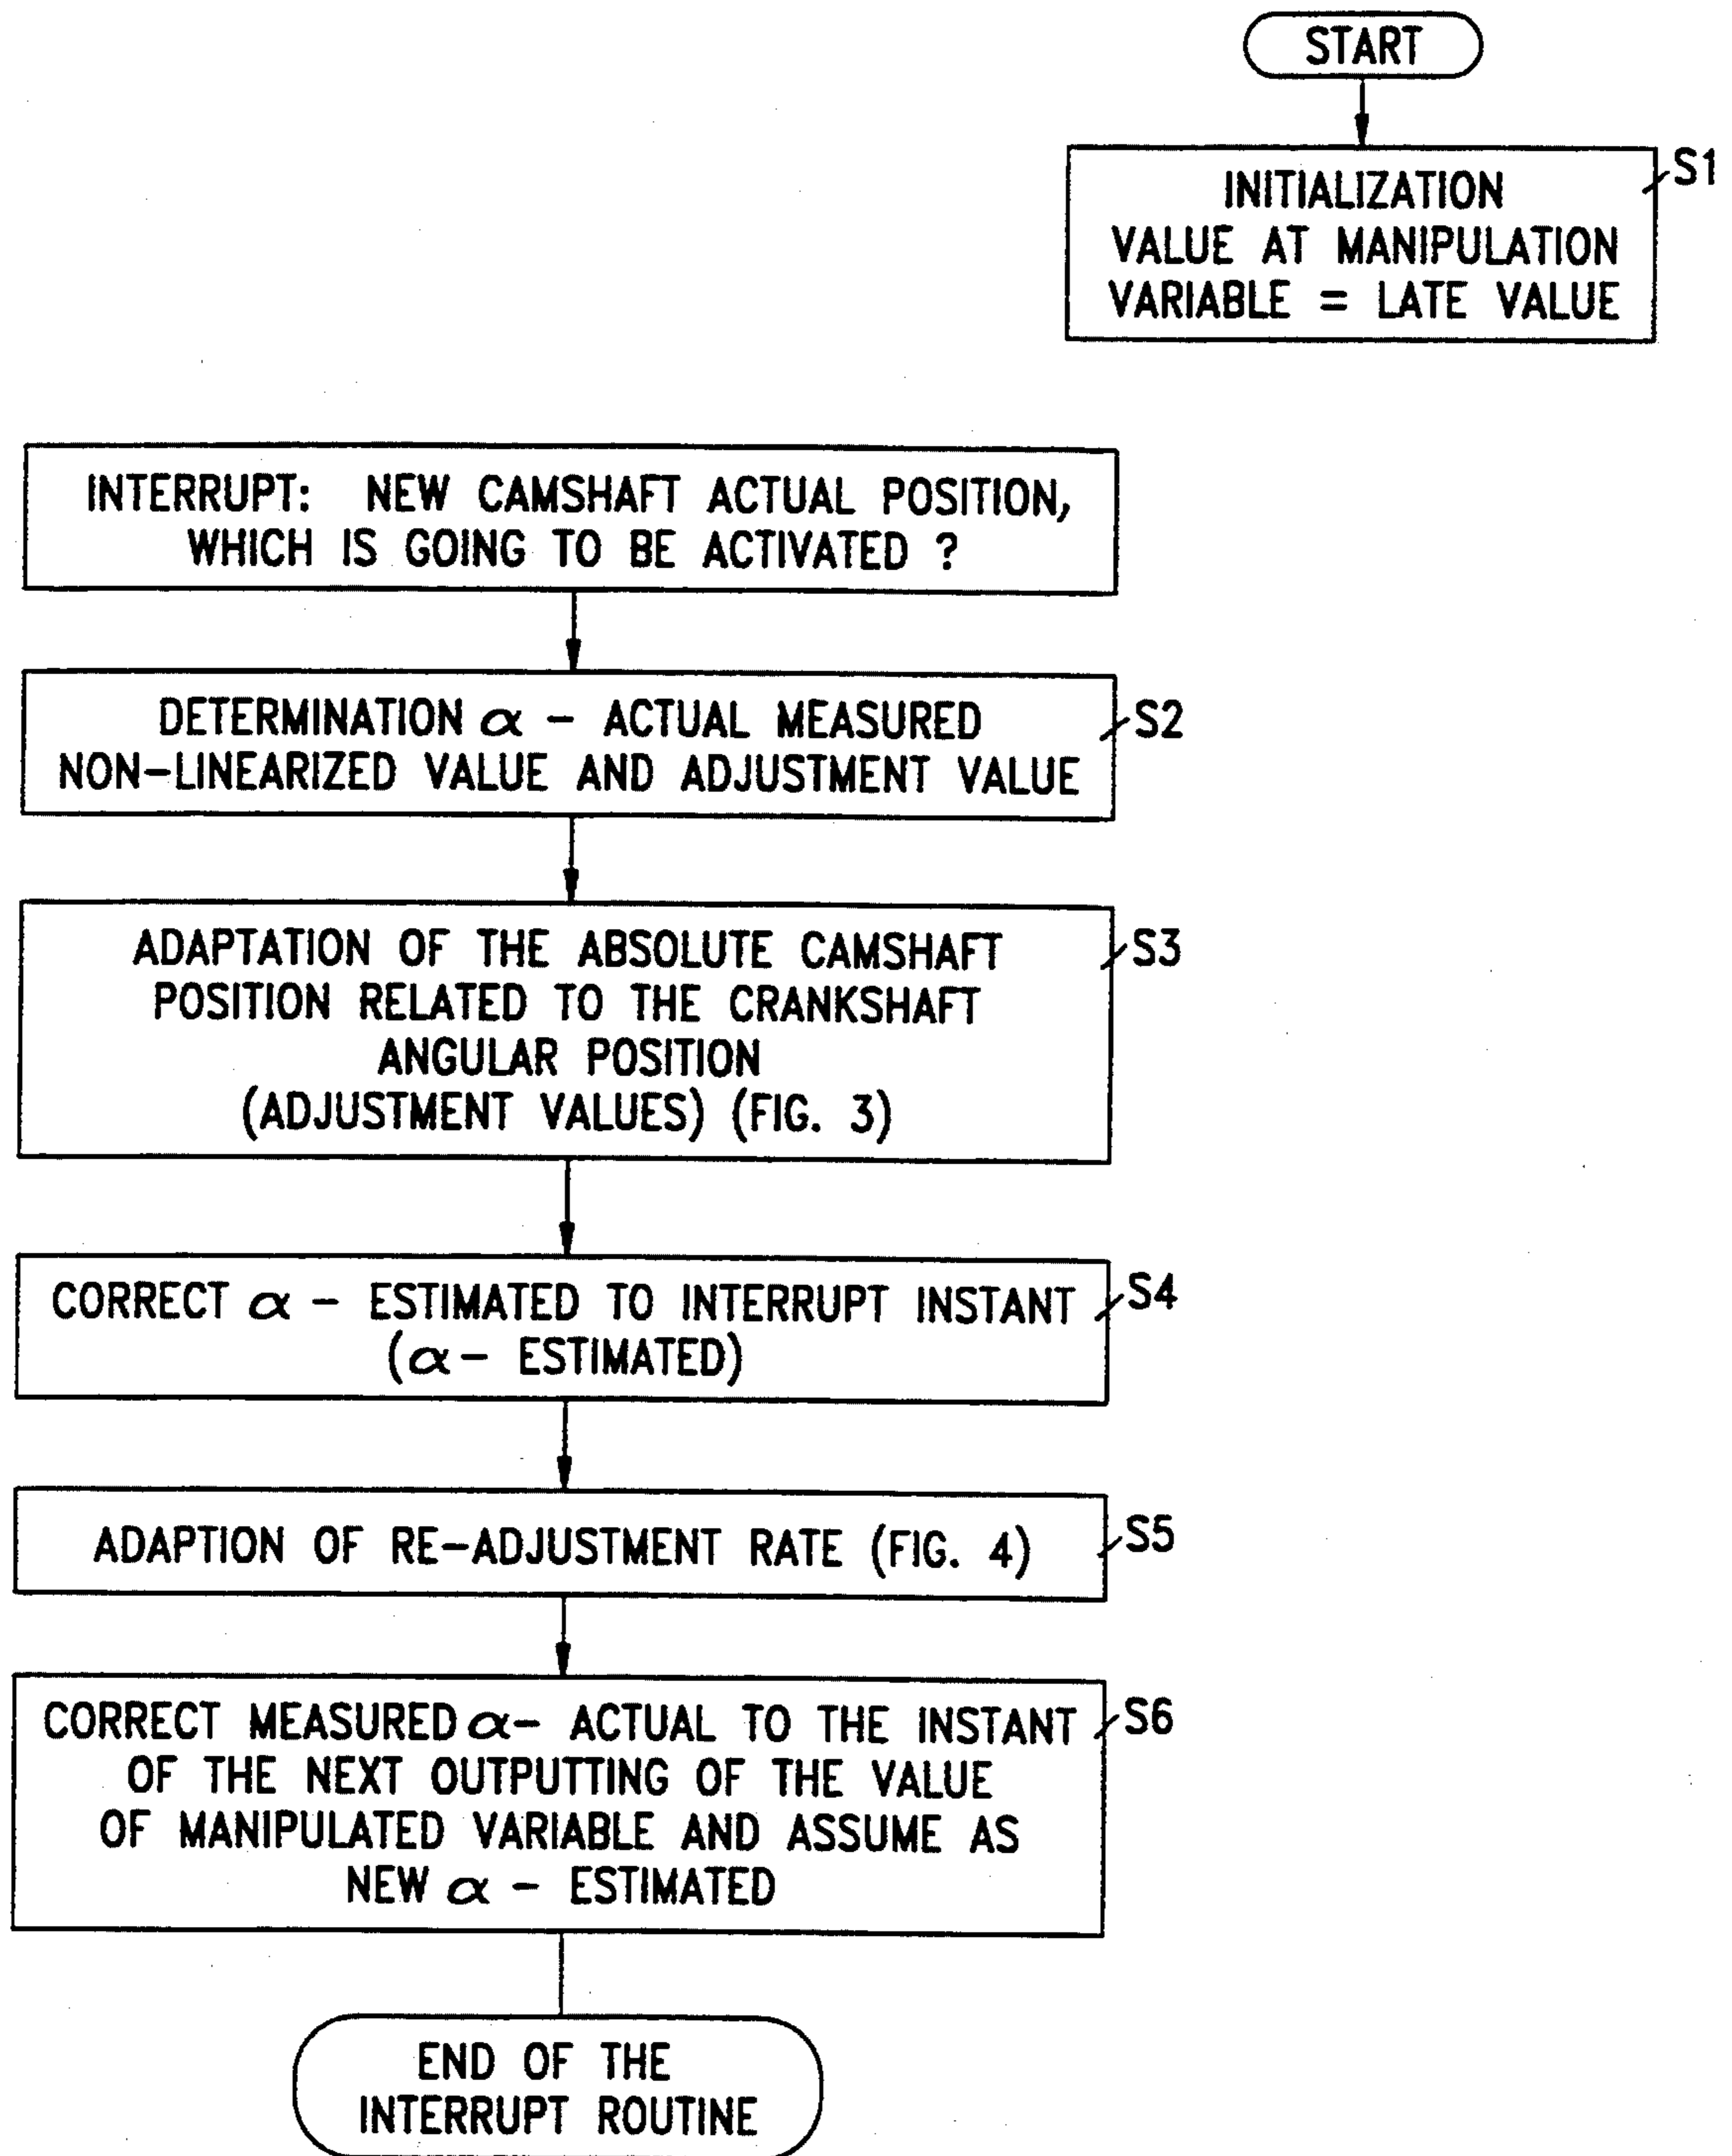 START
INITIALIZATION
VALUE AT MANIPULATION
VARIABLE = LATE VALUE
S1
INTERRUPT: NEW CAMSHAFT ACTUAL POSITION,
WHICH IS GOING TO BE ACTIVATED ?
DETERMINATION α - ACTUAL MEASURED
NON-LINEARIZED VALUE AND ADJUSTMENT VALUE
S2
ADAPTATION OF THE ABSOLUTE CAMSHAFT
POSITION RELATED TO THE CRANKSHAFT
ANGULAR POSITION
(ADJUSTMENT VALUES) (FIG. 3)
S3
CORRECT α - ESTIMATED TO INTERRUPT INSTANT
(α - ESTIMATED)
S4
ADAPTION OF RE-ADJUSTMENT RATE (FIG. 4)
S5
CORRECT MEASURED α - ACTUAL TO THE INSTANT
OF THE NEXT OUTPUTTING OF THE VALUE
OF MANIPULATED VARIABLE AND ASSUME AS
NEW α - ESTIMATED
S6
END OF THE
INTERRUPT ROUTINE